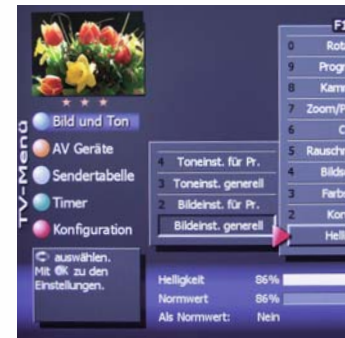 TV-Menü
Bild und Ton
AV Geräte
Sendertabelle
Timer
Konfiguration
auswählen.
Mit OK zu den
Einstellungen.
4 Toneinst. für Pr.
3 Toneinst. generell
2 Bildeinst. für Pr.
Bildeinst. generell
F1
0 Rot
9 Progr
8 Kam
7 Zoom/P
6 C
5 Rausch
4 Bilds
3 Farb
2 Kon
Hell
Helligkeit 86%
Normwert 86%
Als Normwert: Nein